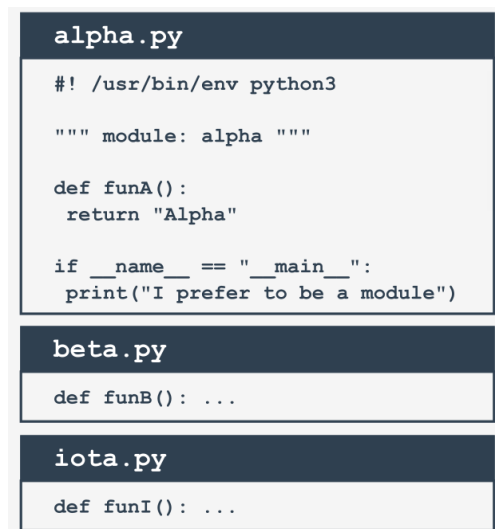 alpha.py
#! /usr/bin/env python3
""" module: alpha """
def funA():
return "Alpha"
if __name__ == "__main__":
print("I prefer to be a module")
beta.py
def funB(): ...
iota.py
def funI(): ...